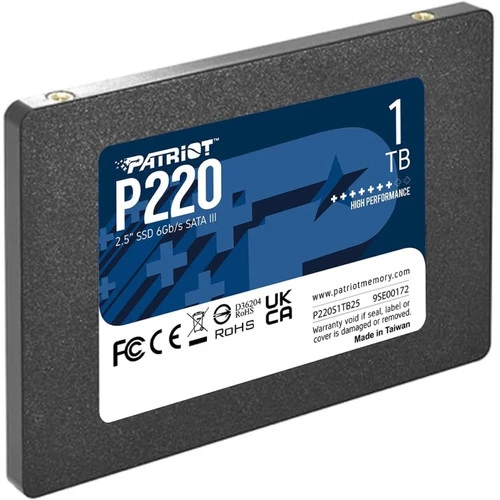 PATRIOT
P220
2.5" SSD 6Gb/s SATA III
1
TB
HIGH PERFORMANCE
www.patriotmemory.com
P220S1TB25 9SE00172
Warranty void if seal, label or
cover is damaged or removed.
Made in Taiwan
FC CE
RoHS
D36204
RoHS
UK
CA